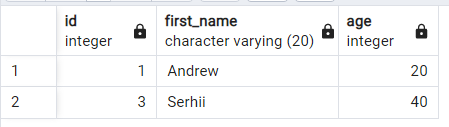 id first_name age
integer character varying (20) integer
1 1 Andrew 20
2 3 Serhii 40